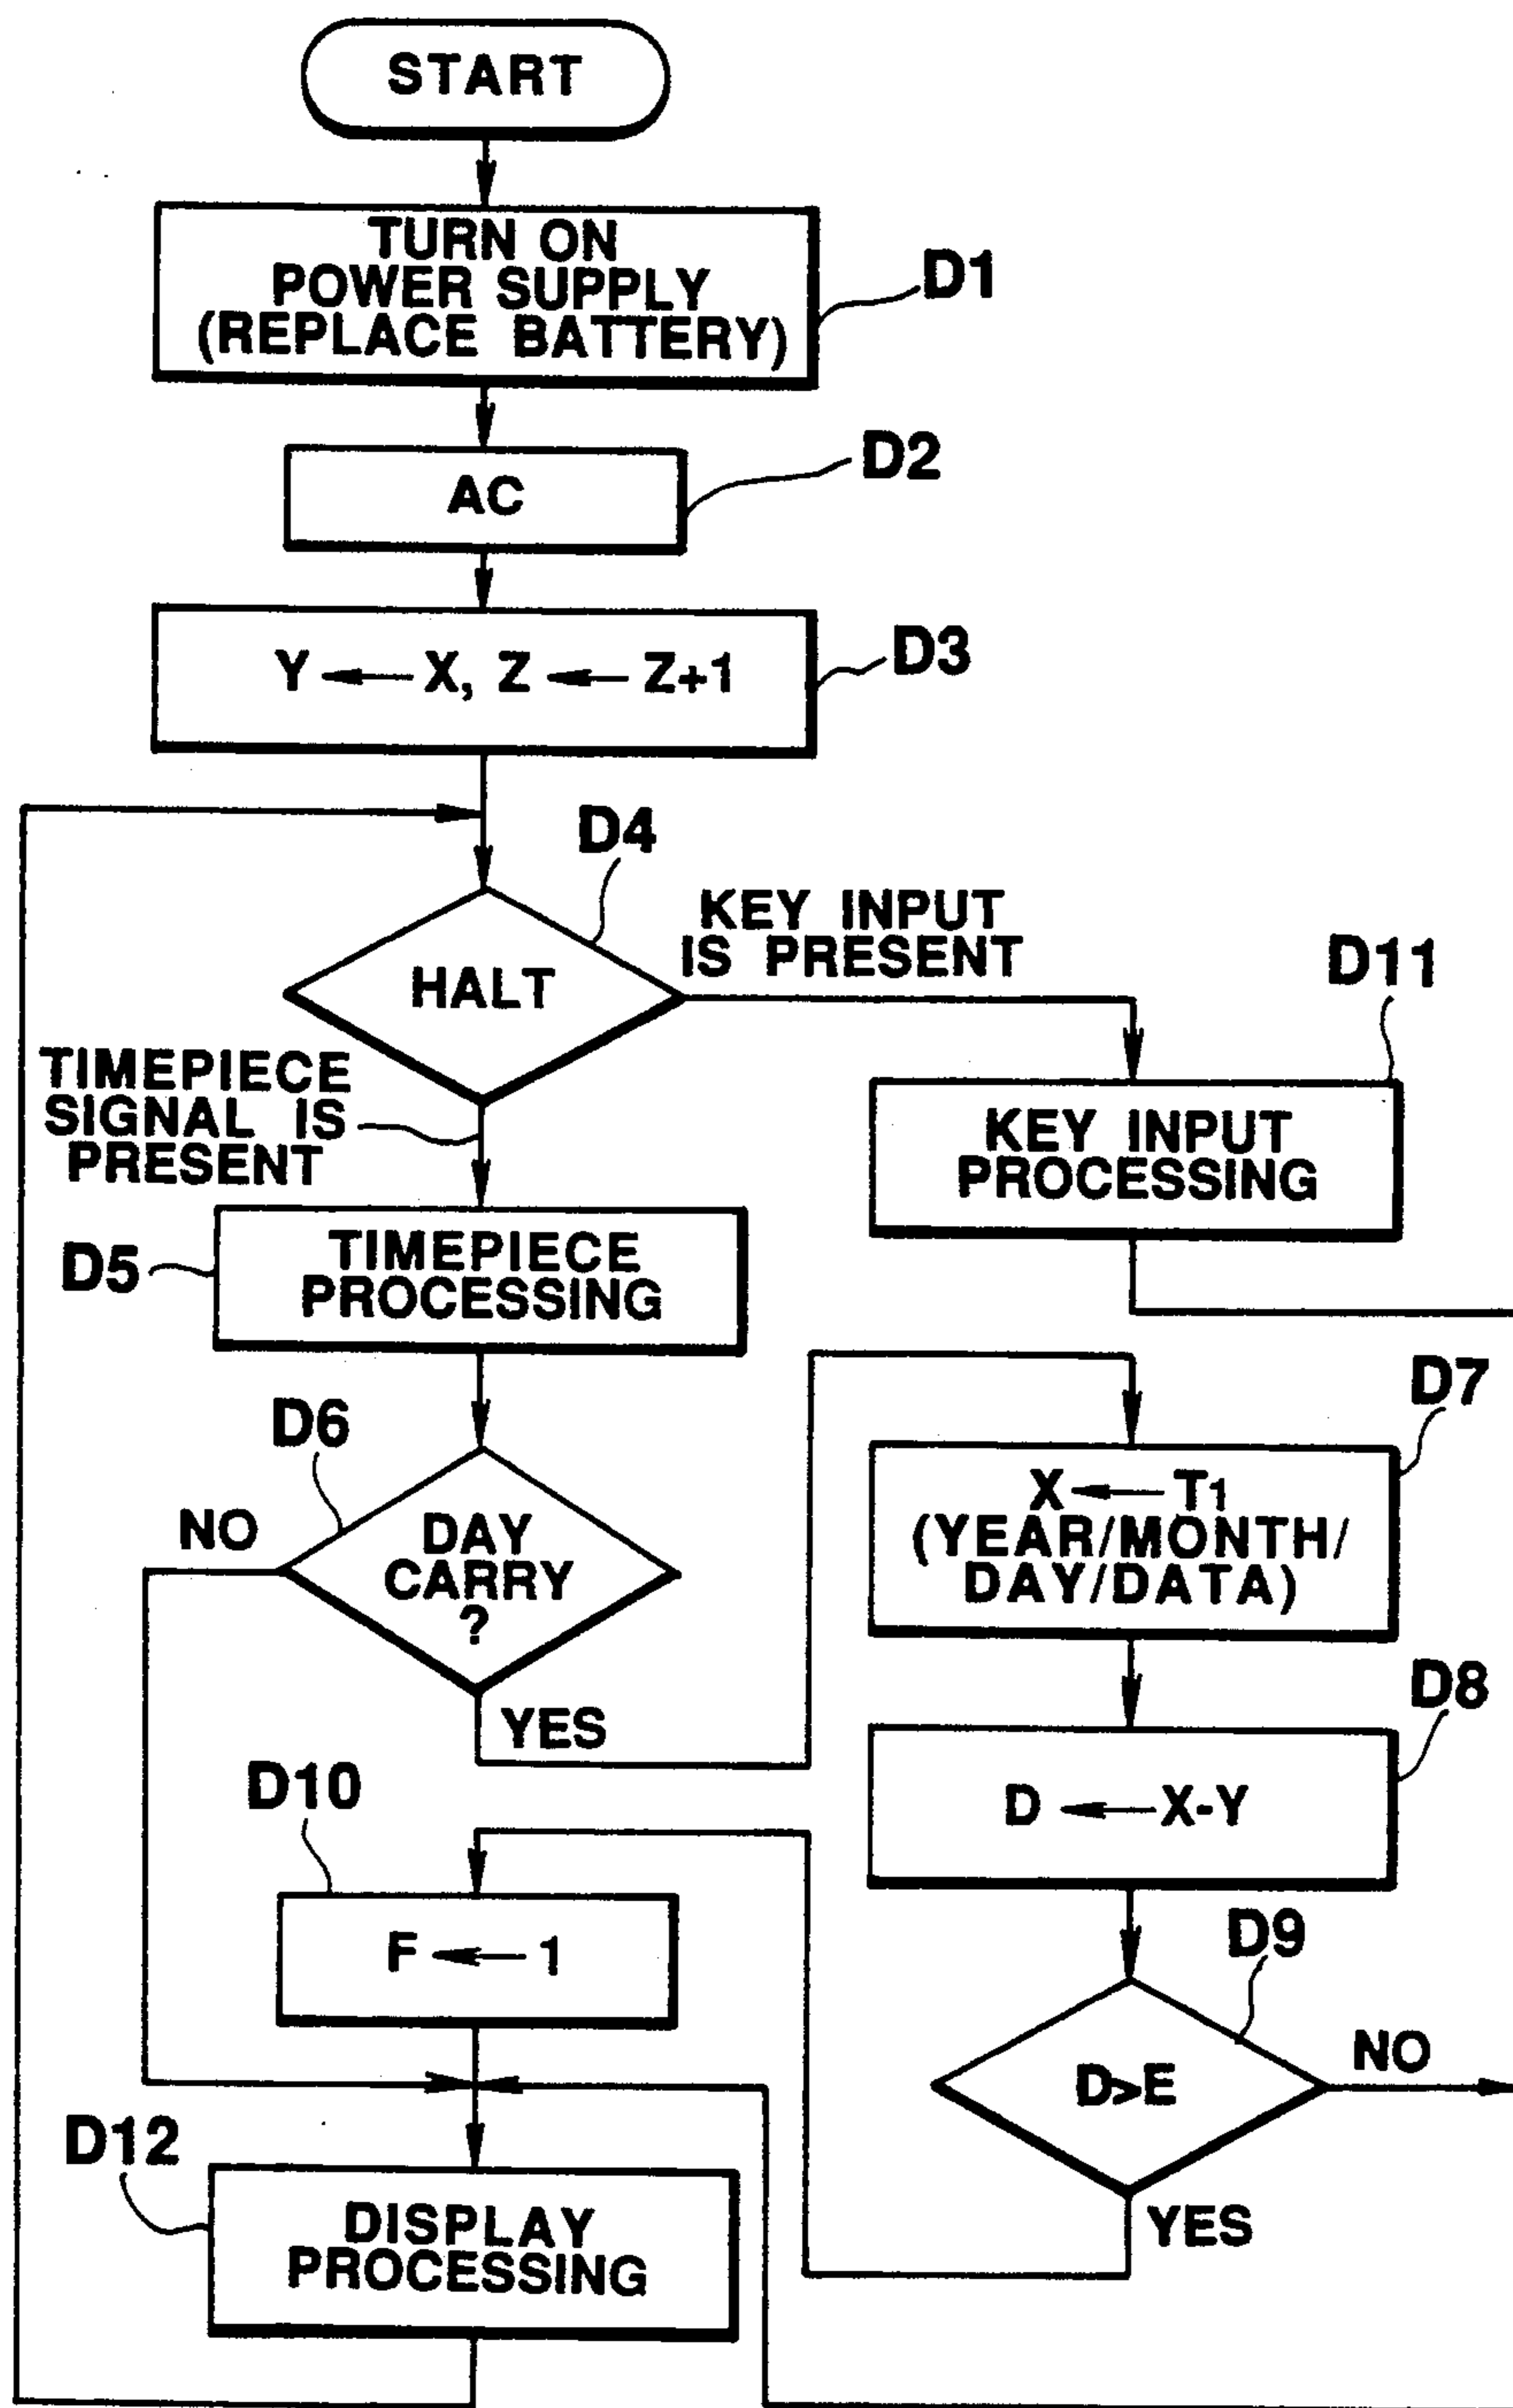 START
TURN ON
POWER SUPPLY
(REPLACE BATTERY)
D1
AC
D2
Y ← X, Z ← Z+1
D3
D4
HALT
KEY INPUT
IS PRESENT
D11
KEY INPUT
PROCESSING
TIMEPIECE
SIGNAL IS
PRESENT
D5
TIMEPIECE
PROCESSING
D6
NO
DAY
CARRY
?
YES
D7
X ← T1
(YEAR/MONTH/
DAY/DATA)
D8
D ← X-Y
D10
F ← 1
D9
D>E
NO
YES
D12
DISPLAY
PROCESSING